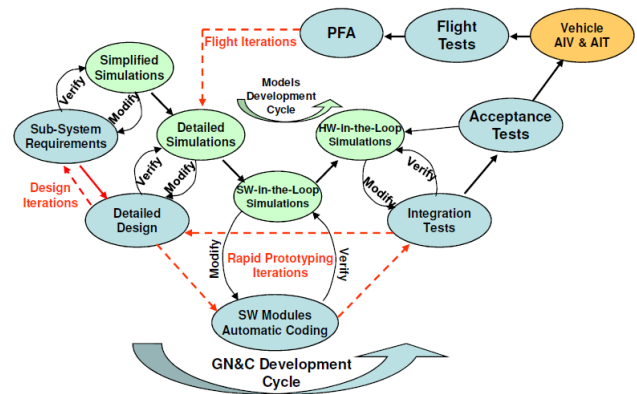 Flight Iterations
PFA
Flight
Tests
Vehicle
AIV & AIT
Simplified
Simulations
Verify
Modify
Models
Development
Cycle
Sub-System
Requirements
Detailed
Simulations
HW-In-the-Loop
Simulations
Acceptance
Tests
Design
Iterations
Verify
Modify
SW-in-the-Loop
Simulations
Modify
Verify
Detailed
Design
Integration
Tests
Modify
Rapid Prototyping
Iterations
Verify
SW Modules
Automatic Coding
GN&C Development
Cycle